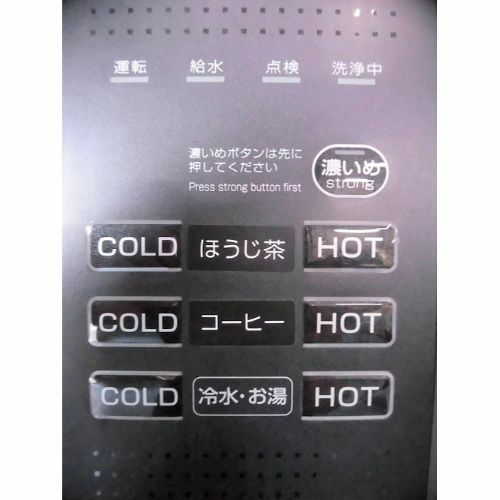 運転 給水 点検 洗浄中
濃いめボタンは先に
押してください
Press strong button first
濃いめ
strong
COLD ほうじ茶 HOT
COLD コーヒー HOT
COLD 冷水・お湯 HOT